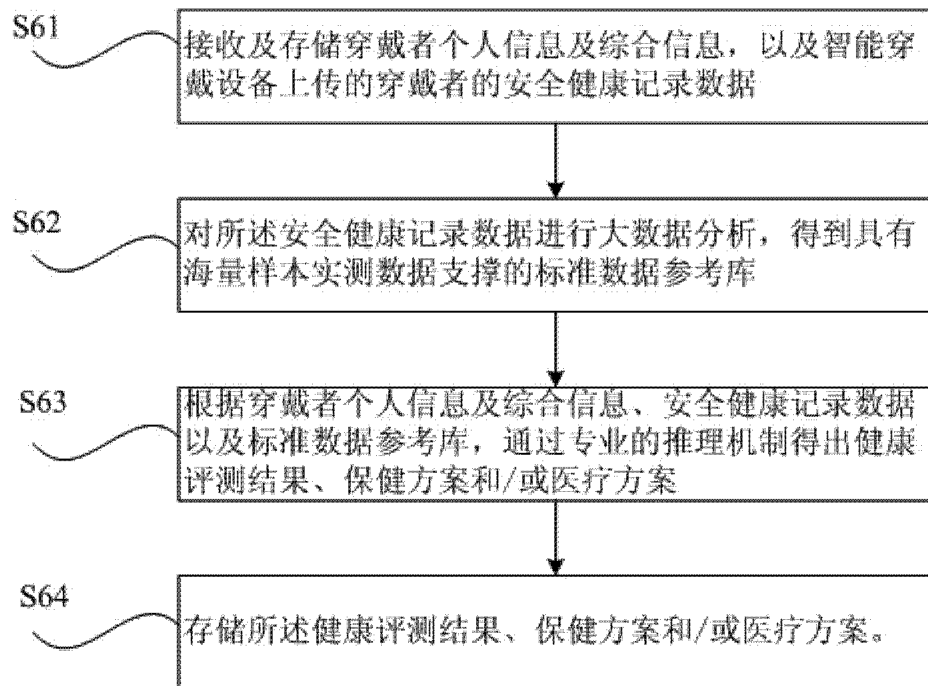 S61
接收及存储穿戴者个人信息及综合信息，以及智能穿
戴设备上传的穿戴者的安全健康记录数据
S62
对所述安全健康记录数据进行大数据分析，得到具有
海量样本实测数据支撑的标准数据参考库
S63
根据穿戴者个人信息及综合信息、安全健康记录数据
以及标准数据参考库，通过专业的推理机制得出健康
评测结果、保健方案和/或医疗方案
S64
存储所述健康评测结果、保健方案和/或医疗方案。